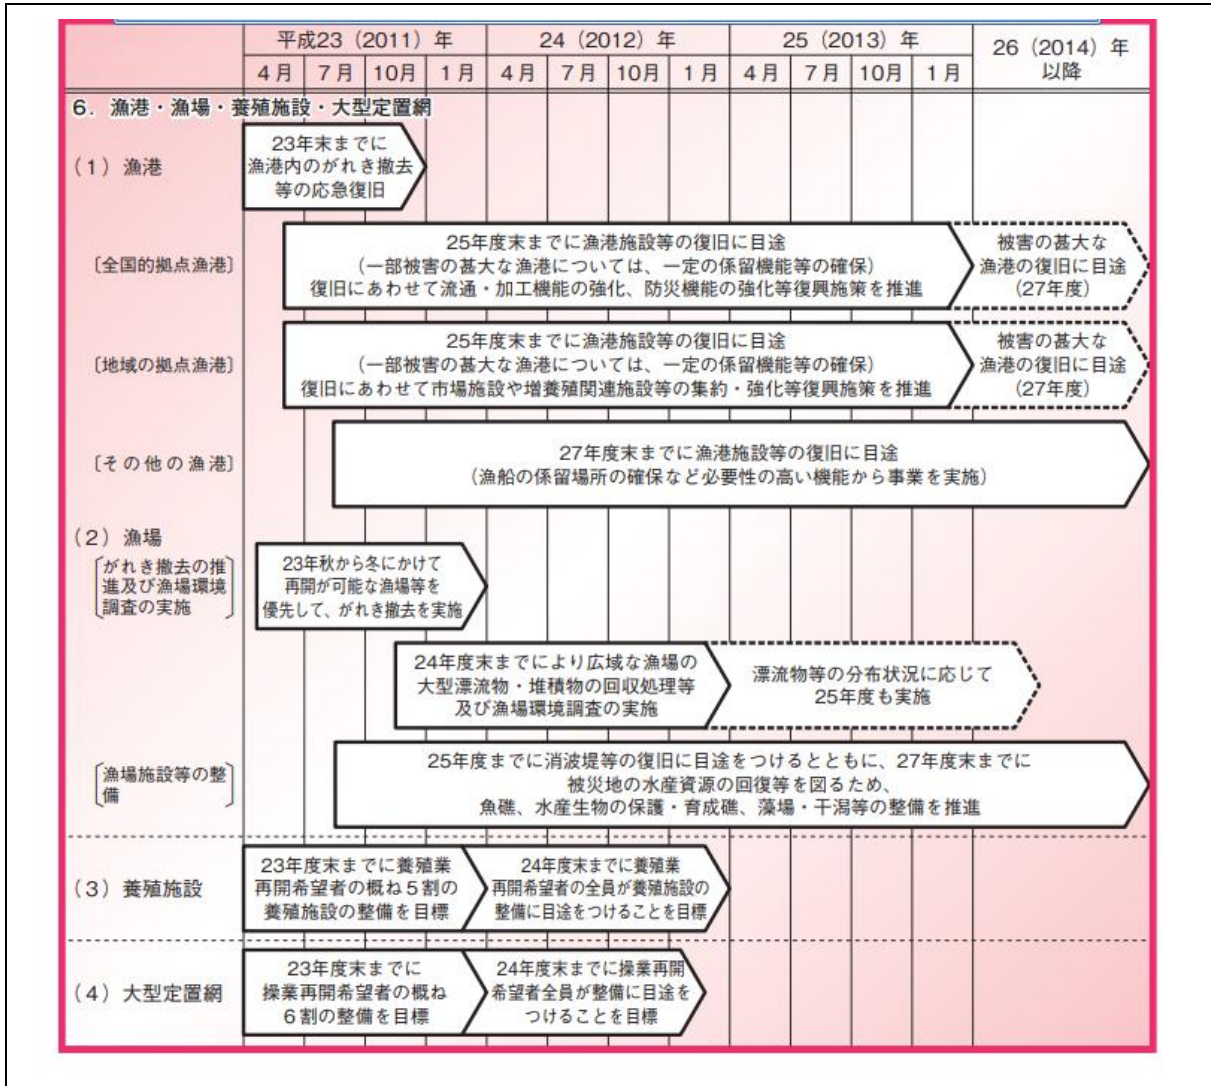 平成23（2011）年　24（2012）年　25（2013）年　26（2014）年以降
4月　7月　10月　1月　4月　7月　10月　1月　4月　7月　10月　1月
6．漁港・漁場・養殖施設・大型定置網
（1）漁港
23年末までに
漁港内のがれき撤去
等の応急復旧
〔全国的拠点漁港〕
25年度末までに漁港施設等の復旧に目途
（一部被害の甚大な漁港については、一定の係留機能等の確保）
復旧にあわせて流通・加工機能の強化、防災機能の強化等復興施策を推進
被害の甚大な
漁港の復旧に目途
（27年度）
〔地域の拠点漁港〕
25年度末までに漁港施設等の復旧に目途
（一部被害の甚大な漁港については、一定の係留機能等の確保）
復旧にあわせて市場施設や増養殖関連施設等の集約・強化等復興施策を推進
被害の甚大な
漁港の復旧に目途
（27年度）
〔その他の漁港〕
27年度末までに漁港施設等の復旧に目途
（漁船の係留場所の確保など必要性の高い機能から事業を実施）
（2）漁場
がれき撤去の推
進及び漁場環境
調査の実施
23年秋から冬にかけて
再開が可能な漁場等を
優先して、がれき撤去を実施
24年度末までにより広域な漁場の
大型漂流物・堆積物の回収処理等
及び漁場環境調査の実施
漂流物等の分布状況に応じて
25年度も実施
漁場施設等の整
備
25年度までに消波堤等の復旧に目途をつけるとともに、27年度末までに
被災地の水産資源の回復等を図るため、
魚礁、水産生物の保護・育成礁、藻場・干潟等の整備を推進
（3）養殖施設
23年度末までに養殖業
再開希望者の概ね5割の
養殖施設の整備を目標
24年度末までに養殖業
再開希望者の全員が養殖施設の
整備に目途をつけることを目標
（4）大型定置網
23年度末までに
操業再開希望者の概ね
6割の整備を目標
24年度末までに操業再開
希望者全員が整備に目途を
つけることを目標